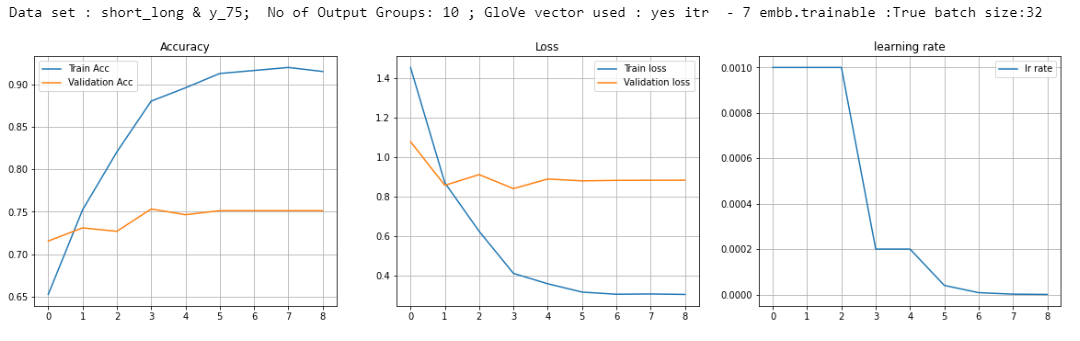 Data set : short_long & y_75;  No of Output Groups: 10 ; GloVe vector used : yes itr  - 7 embb.trainable :True batch size:32
Accuracy
Train Acc
Validation Acc
0.90
0.85
0.80
0.75
0.70
0.65
0 1 2 3 4 5 6 7 8
Loss
Train loss
Validation loss
1.4
1.2
1.0
0.8
0.6
0.4
0 1 2 3 4 5 6 7 8
learning rate
lr rate
0.0010
0.0008
0.0006
0.0004
0.0002
0.0000
0 1 2 3 4 5 6 7 8